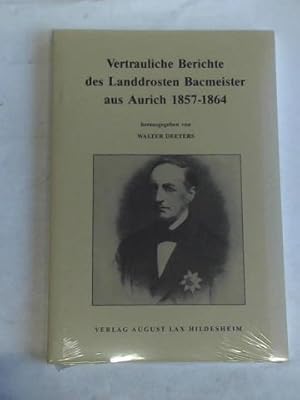 Vertrauliche Berichte
des Landdrosten Bacmeister
aus Aurich 1857-1864
herausgegeben von
WALTER DEETERS
VERLAG AUGUST LAX HILDESHEIM